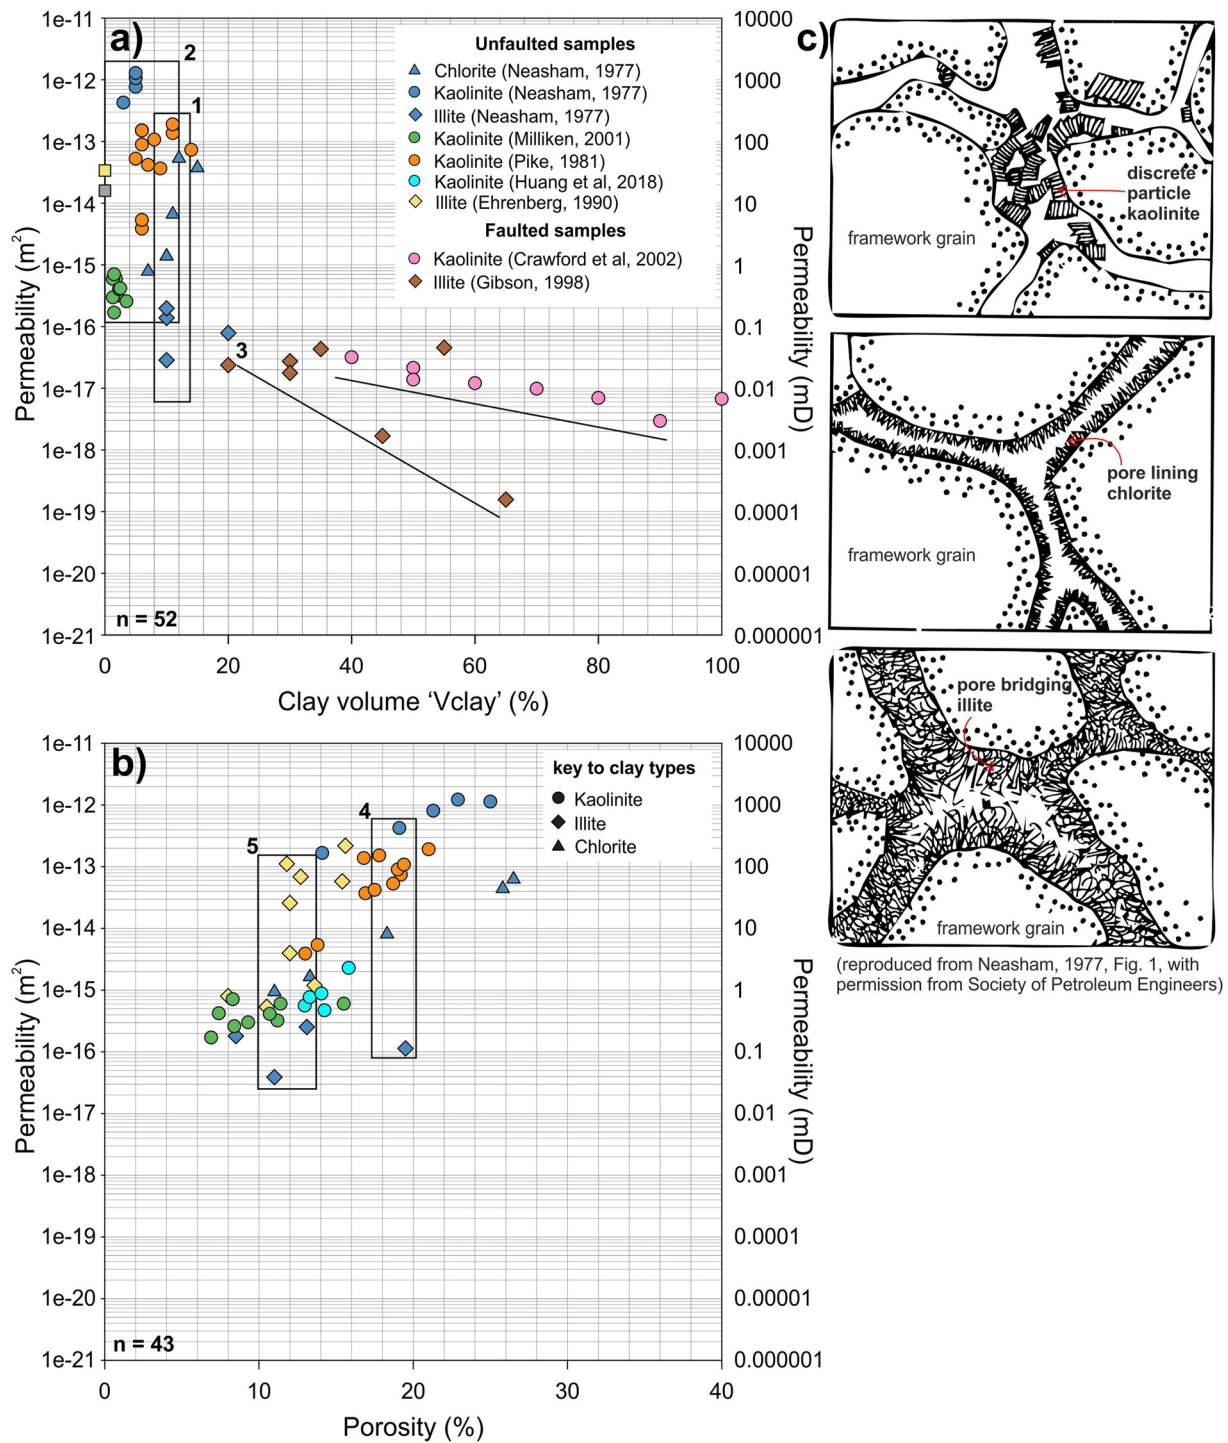 a)
1e-11
1e-12
1e-13
1e-14
1e-15
1e-16
1e-17
1e-18
1e-19
1e-20
1e-21
Permeability (m²)
10000
1000
100
10
1
0.1
0.01
0.001
0.0001
0.00001
0.000001
Permeability (mD)
2
1
3
Unfaulted samples
Chlorite (Neasham, 1977)
Kaolinite (Neasham, 1977)
Illite (Neasham, 1977)
Kaolinite (Milliken, 2001)
Kaolinite (Pike, 1981)
Kaolinite (Huang et al, 2018)
Illite (Ehrenberg, 1990)
Faulted samples
Kaolinite (Crawford et al, 2002)
Illite (Gibson, 1998)
n = 52
0
20
40
60
80
100
Clay volume ‘Vclay’ (%)
b)
1e-11
1e-12
1e-13
1e-14
1e-15
1e-16
1e-17
1e-18
1e-19
1e-20
1e-21
Permeability (m²)
10000
1000
100
10
1
0.1
0.01
0.001
0.0001
0.00001
0.000001
Permeability (mD)
5
4
key to clay types
Kaolinite
Illite
Chlorite
n = 43
0
10
20
30
40
Porosity (%)
c)
discrete
particle
kaolinite
framework grain
pore lining
chlorite
framework grain
pore bridging
illite
framework grain
(reproduced from Neasham, 1977, Fig. 1, with
permission from Society of Petroleum Engineers)